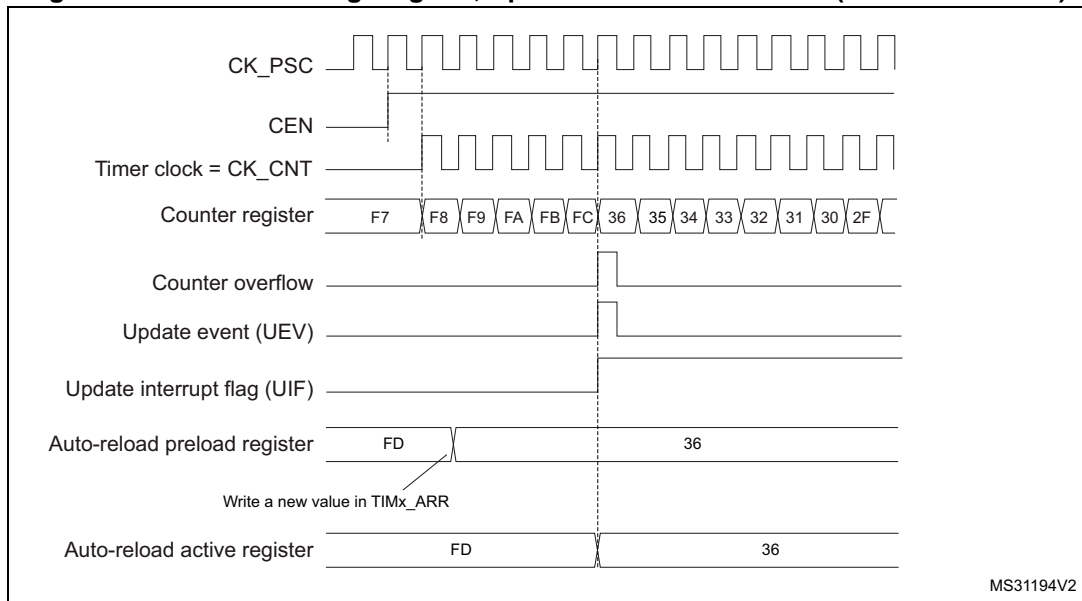 CK_PSC
CEN
Timer clock = CK_CNT
Counter register F7 F8 F9 FA FB FC 36 35 34 33 32 31 30 2F
Counter overflow
Update event (UEV)
Update interrupt flag (UIF)
Auto-reload preload register FD 36
Write a new value in TIMx_ARR
Auto-reload active register FD 36
MS31194V2